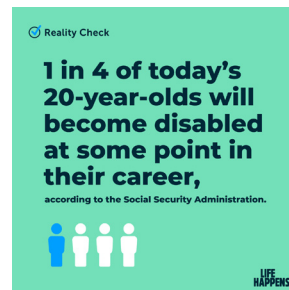 Reality Check
1 in 4 of today's
20-year-olds will
become disabled
at some point in
their career,
according to the Social Security Administration.
LIFE
HAPPENS